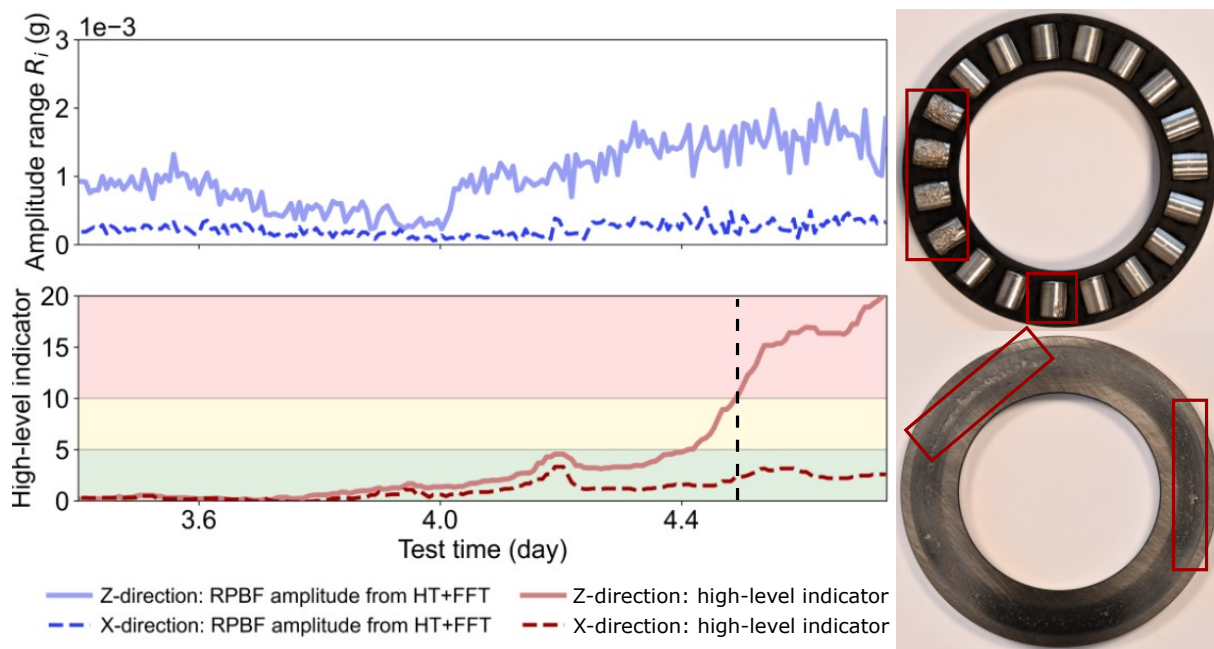 1e−3
Amplitude range R_i (g)
3
2
1
0
High-level indicator
20
15
10
5
0
3.6 4.0 4.4
Test time (day)
Z-direction: RPBF amplitude from HT+FFT
X-direction: RPBF amplitude from HT+FFT
Z-direction: high-level indicator
X-direction: high-level indicator